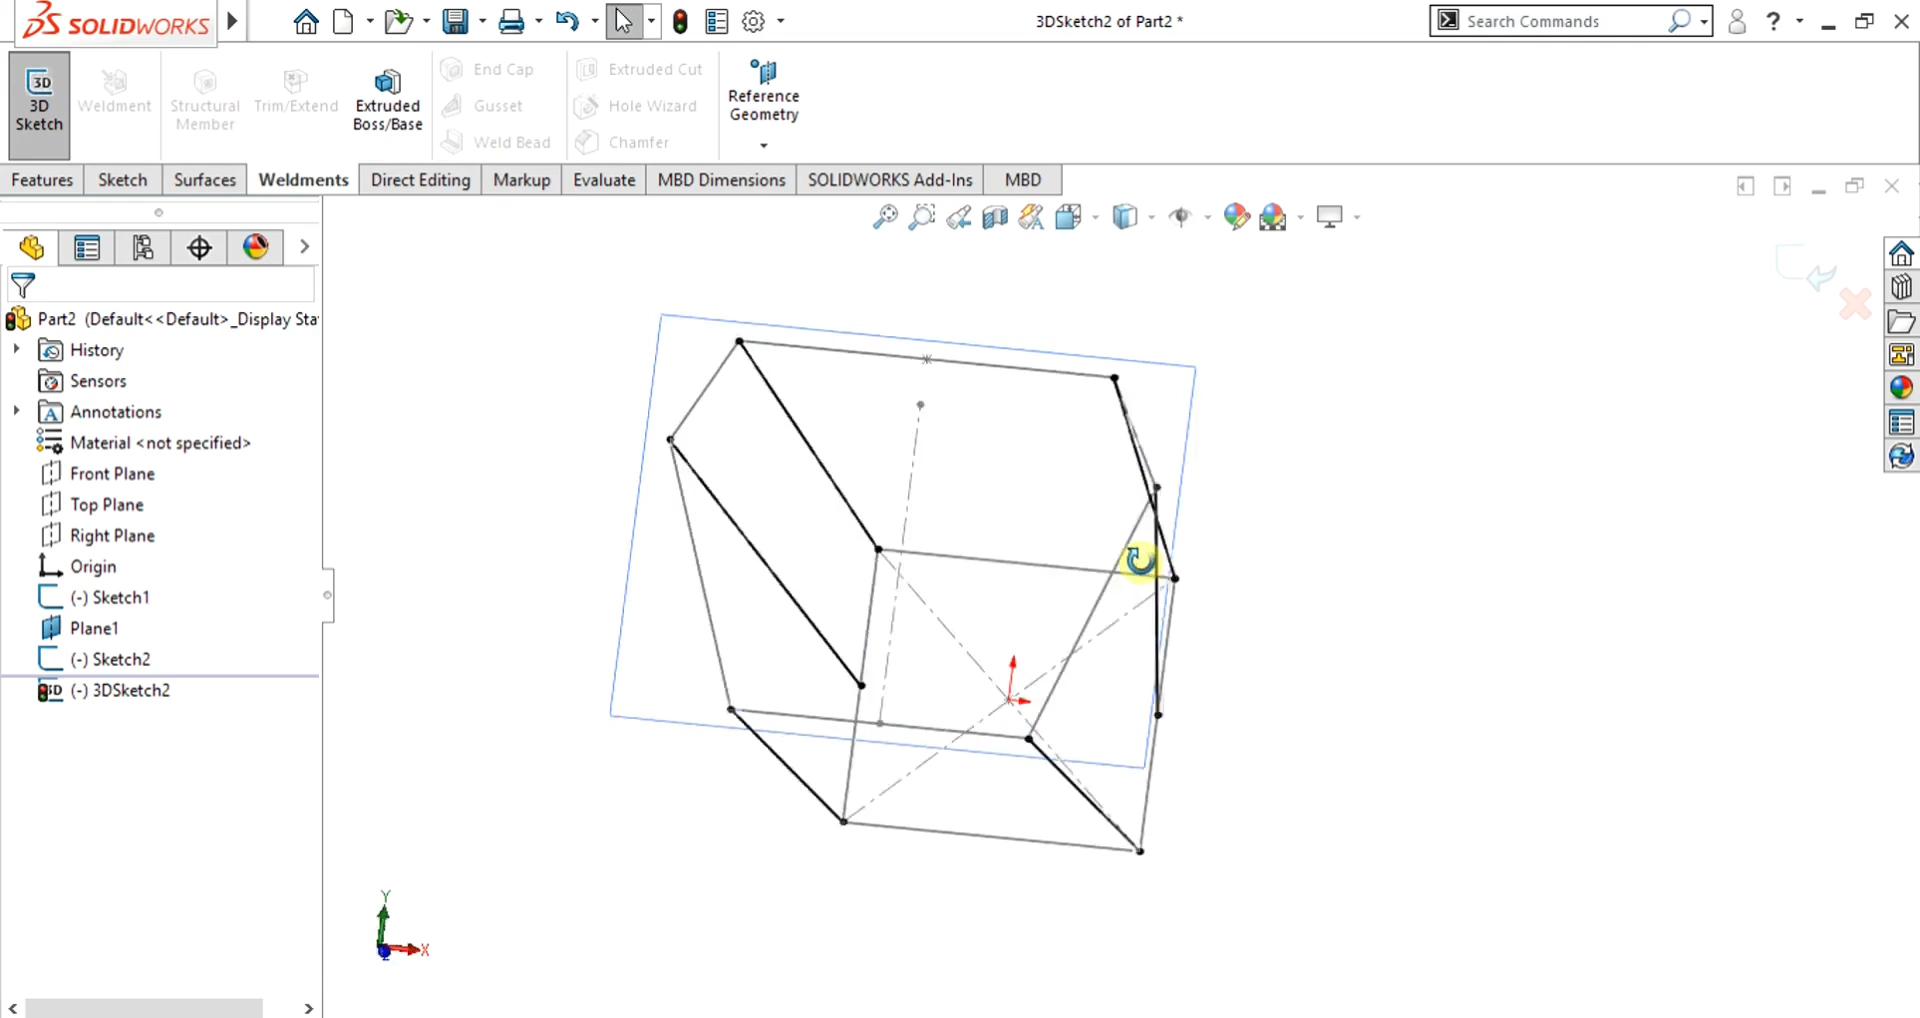 SOLIDWORKS
3DSketch2 of Part2 *
Search Commands
?
3D
3D
Sketch
Weldment
Structural
Member
Trim/Extend
Extruded
Boss/Base
End Cap
Gusset
Weld Bead
Extruded Cut
Hole Wizard
Chamfer
Reference
Geometry
Features
Sketch
Surfaces
Weldments
Direct Editing
Markup
Evaluate
MBD Dimensions
SOLIDWORKS Add-Ins
MBD
Part2 (Default<<Default>_Display Sta
History
Sensors
A Annotations
Material <not specified>
Front Plane
Top Plane
Right Plane
Origin
(-) Sketch1
Plane1
(-) Sketch2
3D (-) 3DSketch2
Y
X
Z